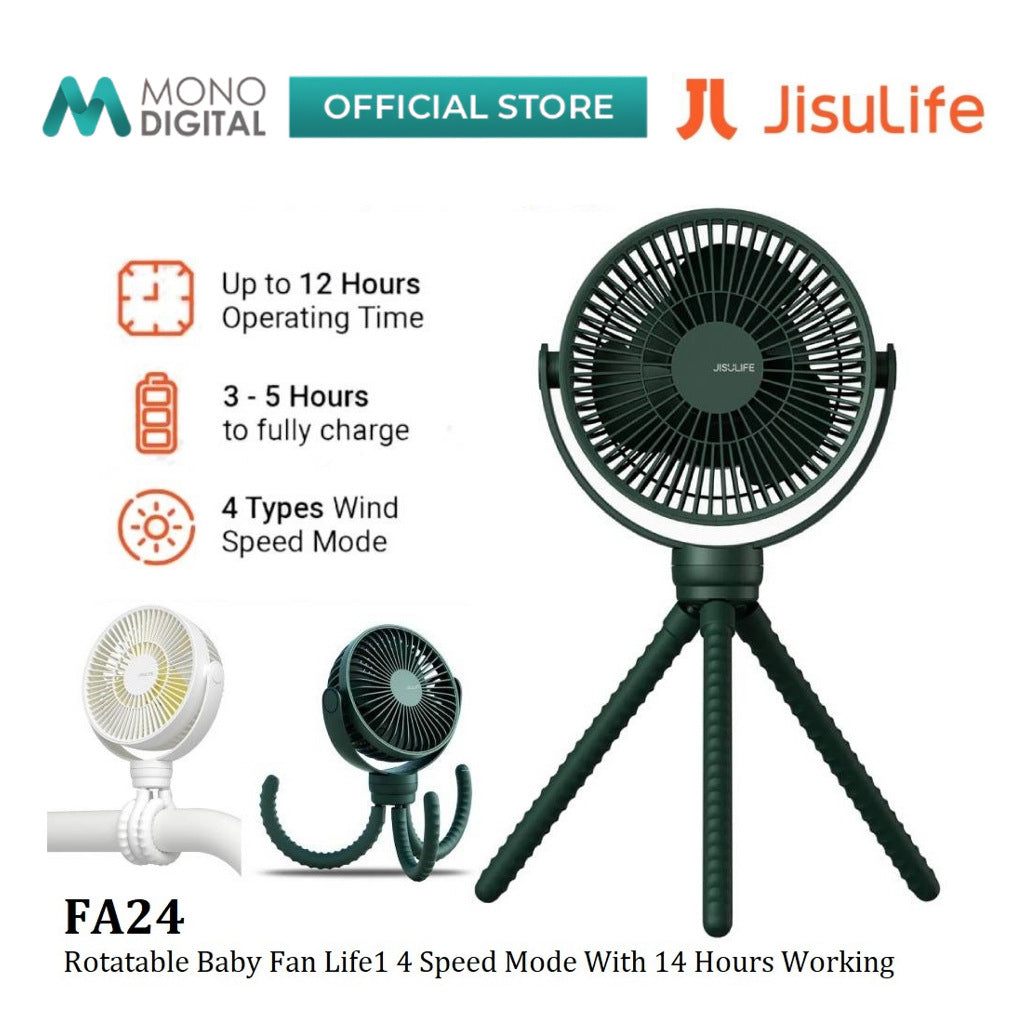 MONO
DIGITAL
OFFICIAL STORE
JisuLife
Up to 12 Hours
Operating Time
3 - 5 Hours
to fully charge
4 Types Wind
Speed Mode
JISULIFE
JISULIFE
JISULIFE
FA24
Rotatable Baby Fan Life1 4 Speed Mode With 14 Hours Working